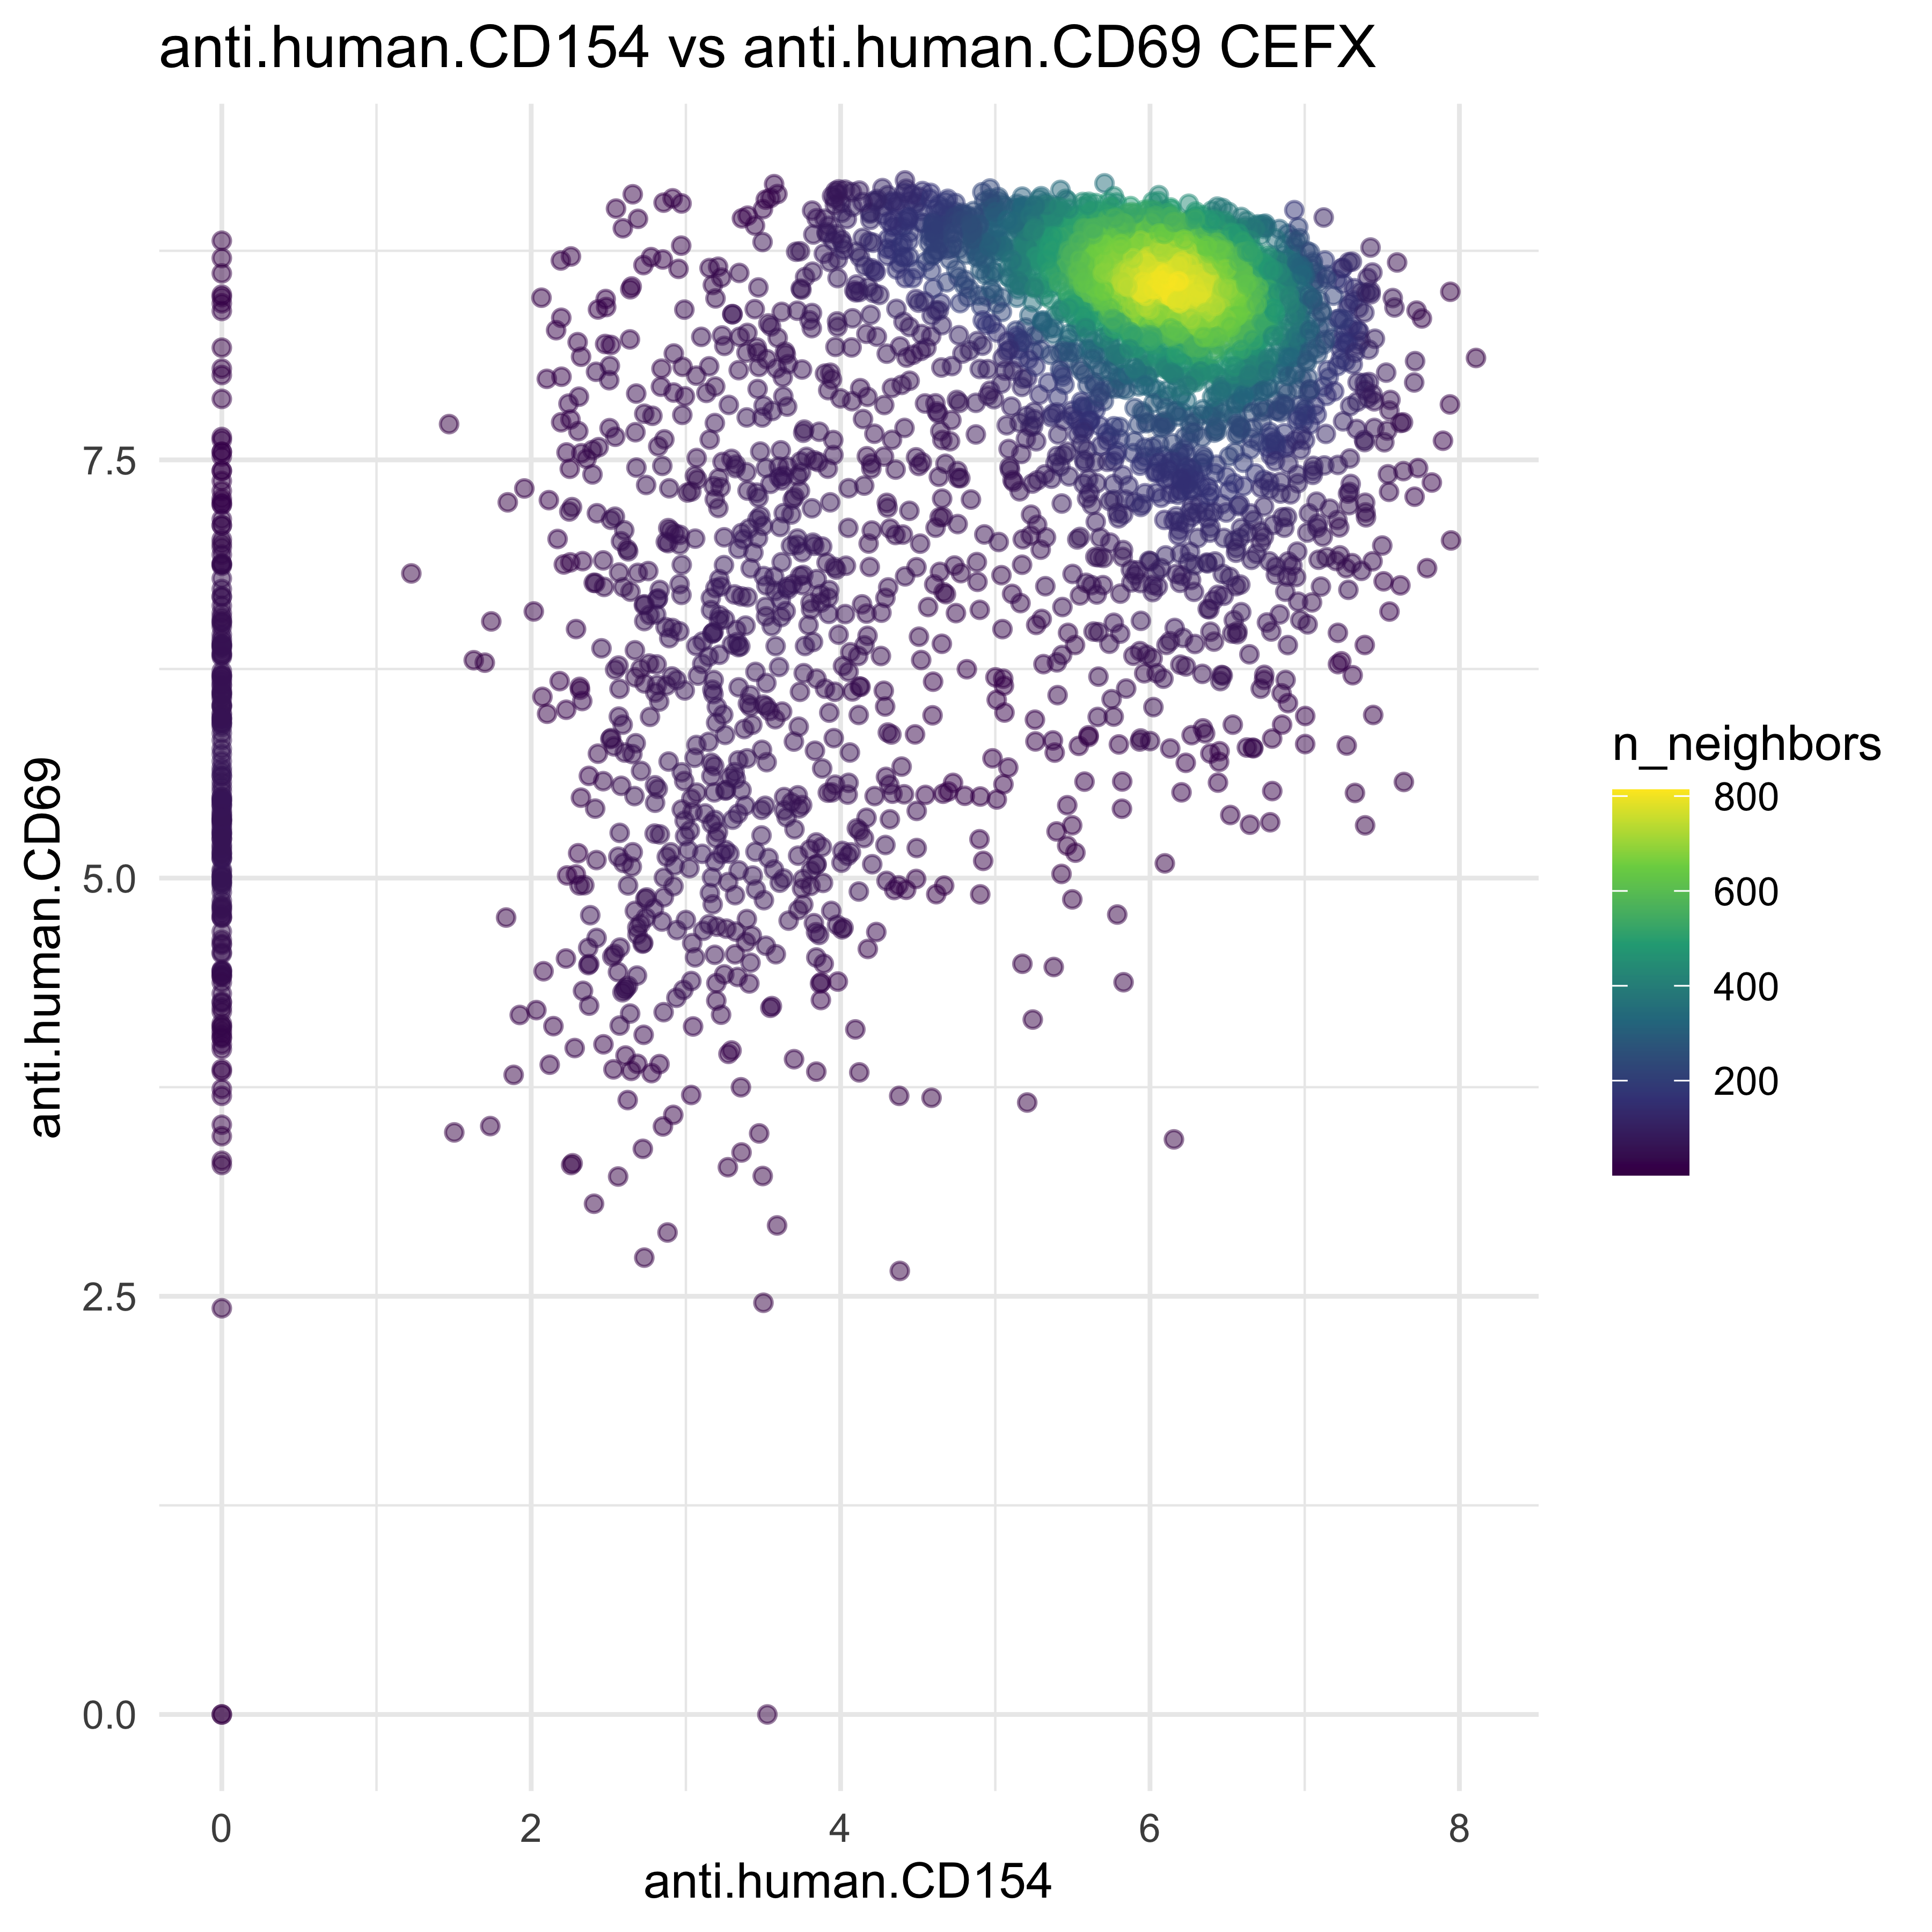 anti.human.CD154 vs anti.human.CD69 CEFX
anti.human.CD69
7.5
5.0
2.5
0.0
0 2 4 6 8
anti.human.CD154
n_neighbors
800
600
400
200